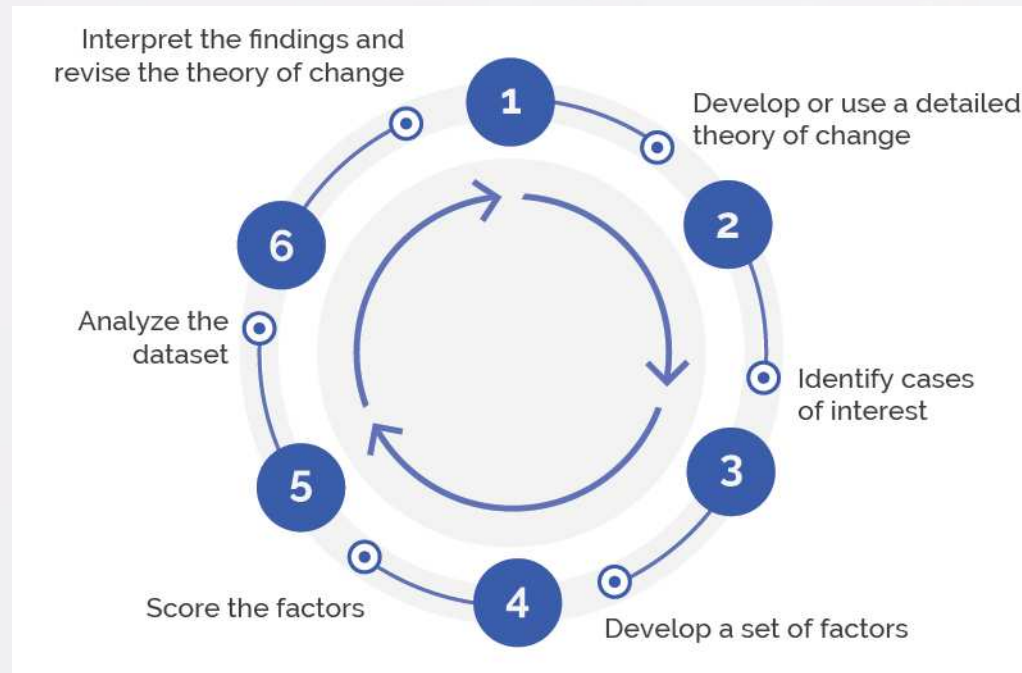 1
Develop or use a detailed
theory of change
2
Identify cases
of interest
3
Develop a set of factors
4
Score the factors
5
Analyze the
dataset
6
Interpret the findings and
revise the theory of change